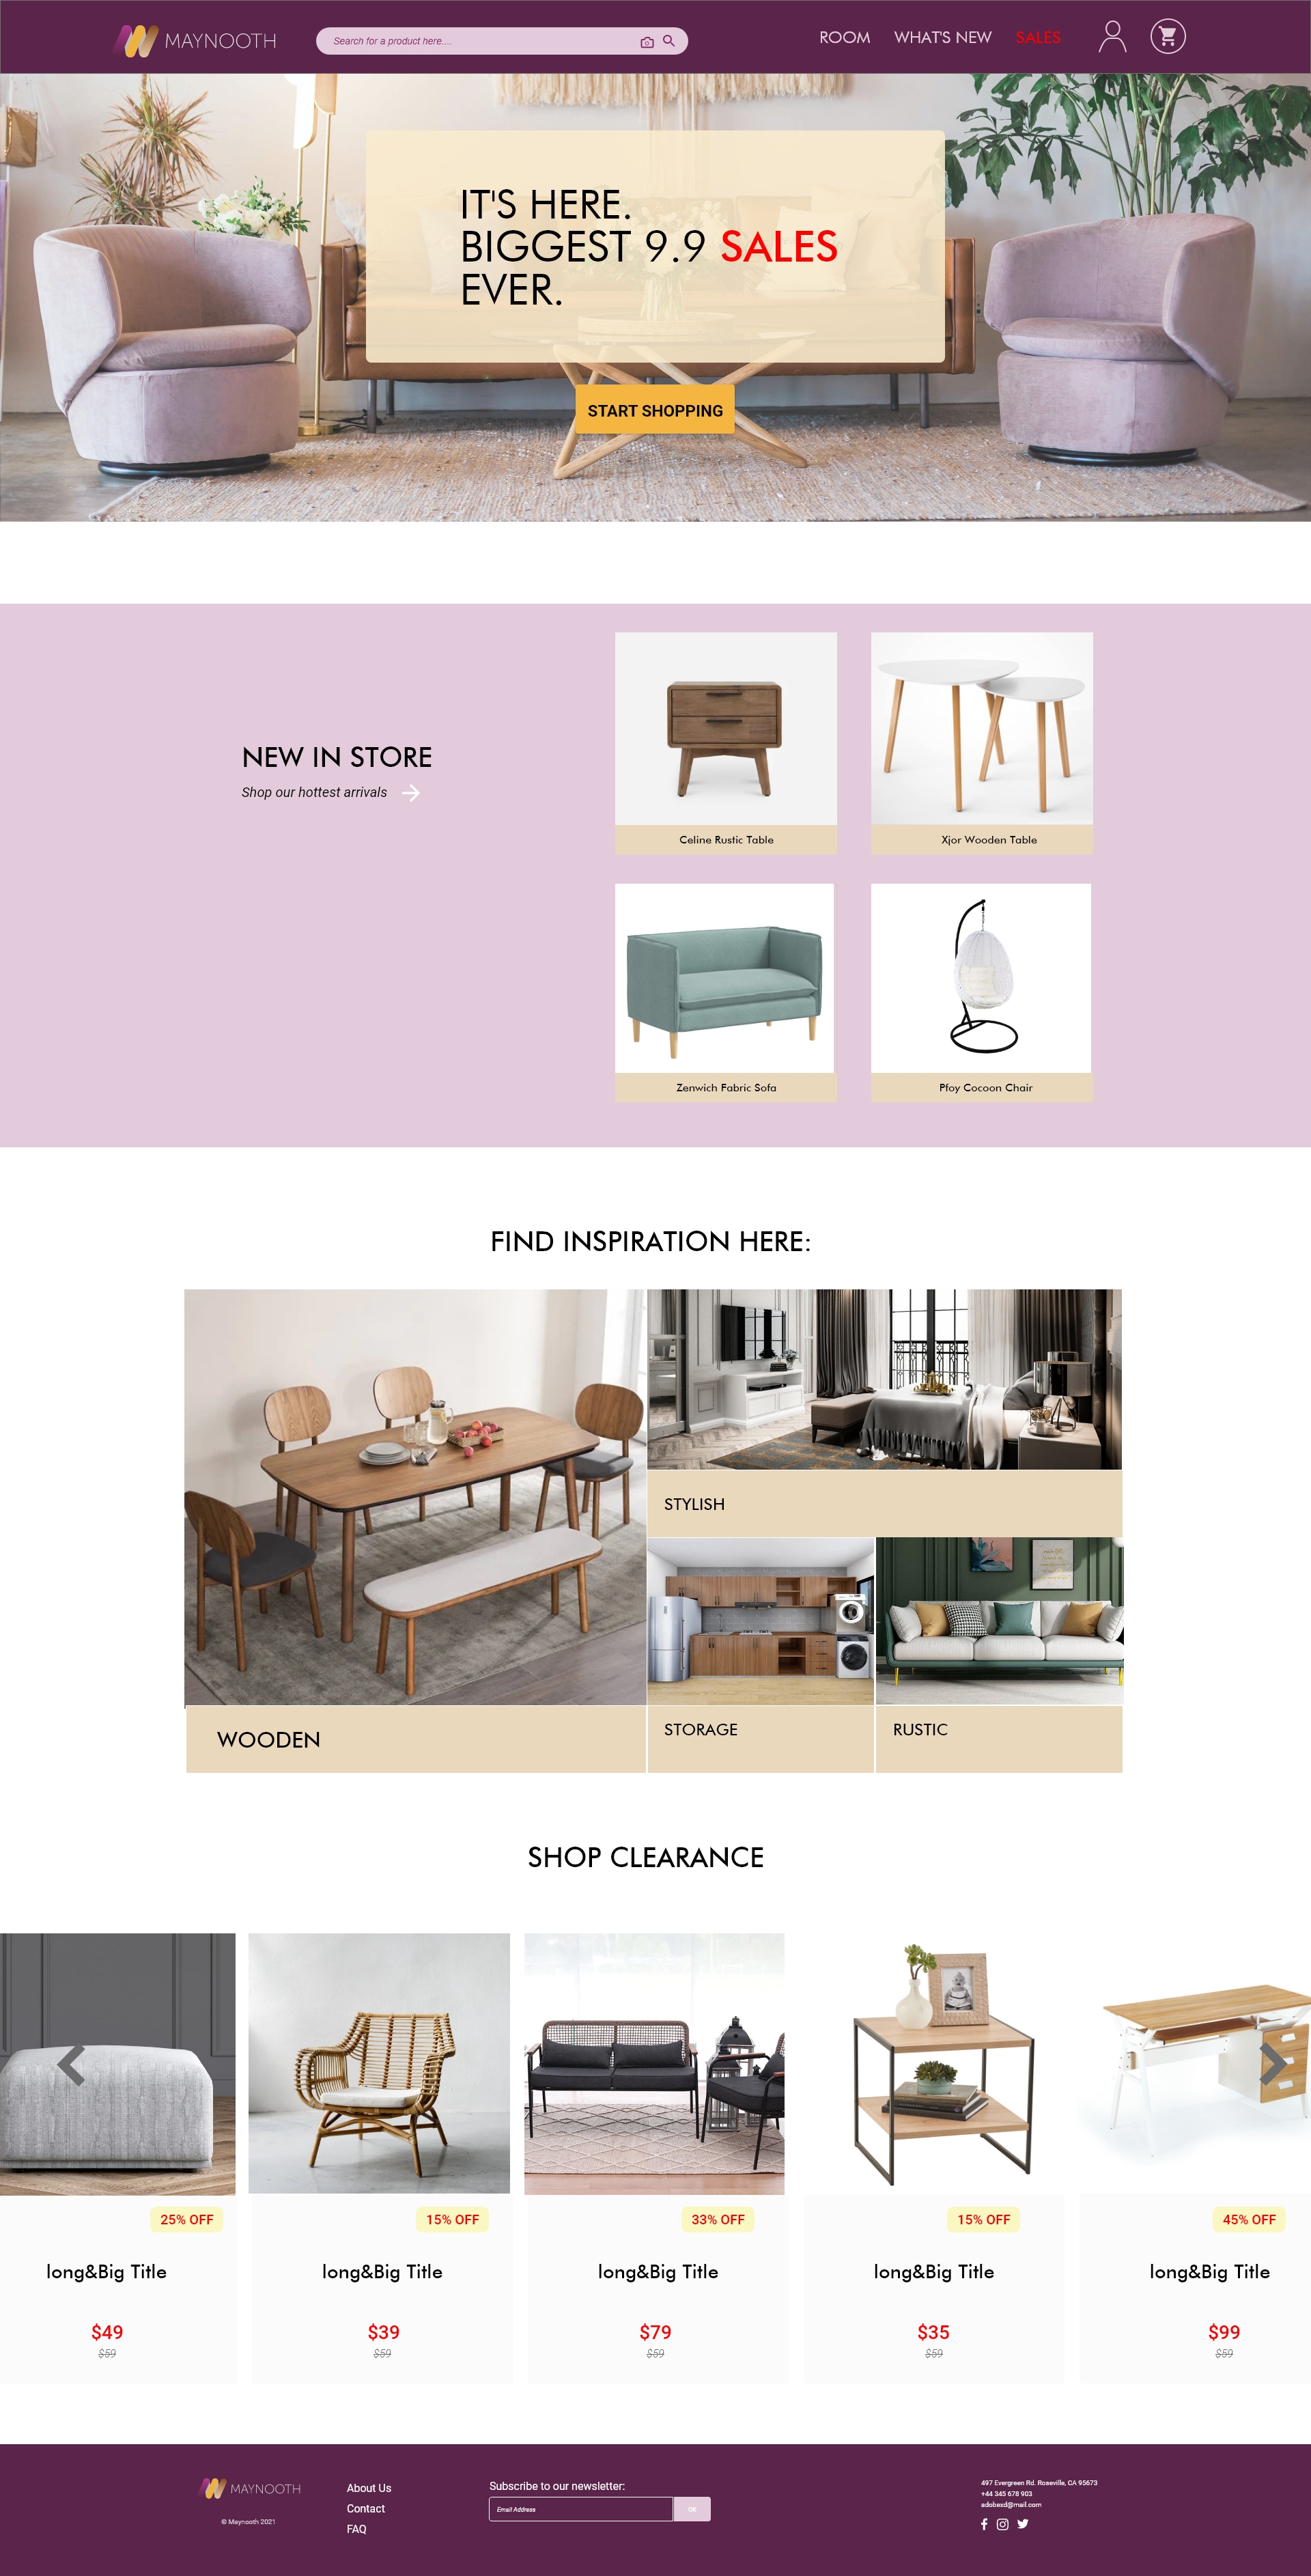 MAYNOOTH
Search for a product here....
ROOM
WHAT'S NEW
SALES
IT'S HERE.
BIGGEST 9.9 SALES
EVER.
START SHOPPING
NEW IN STORE
Shop our hottest arrivals
Celine Rustic Table
Xjor Wooden Table
Zenwich Fabric Sofa
Pfoy Cocoon Chair
FIND INSPIRATION HERE:
STYLISH
WOODEN
STORAGE
RUSTIC
SHOP CLEARANCE
25% OFF
long&Big Title
$49
$59
15% OFF
long&Big Title
$39
$59
33% OFF
long&Big Title
$79
$59
15% OFF
long&Big Title
$35
$59
45% OFF
long&Big Title
$99
$59
MAYNOOTH
© Maynooth 2021
About Us
Contact
FAQ
Subscribe to our newsletter:
Email Address
OK
497 Evergreen Rd. Roseville, CA 95673
+44 345 678 903
adobexd@mail.com